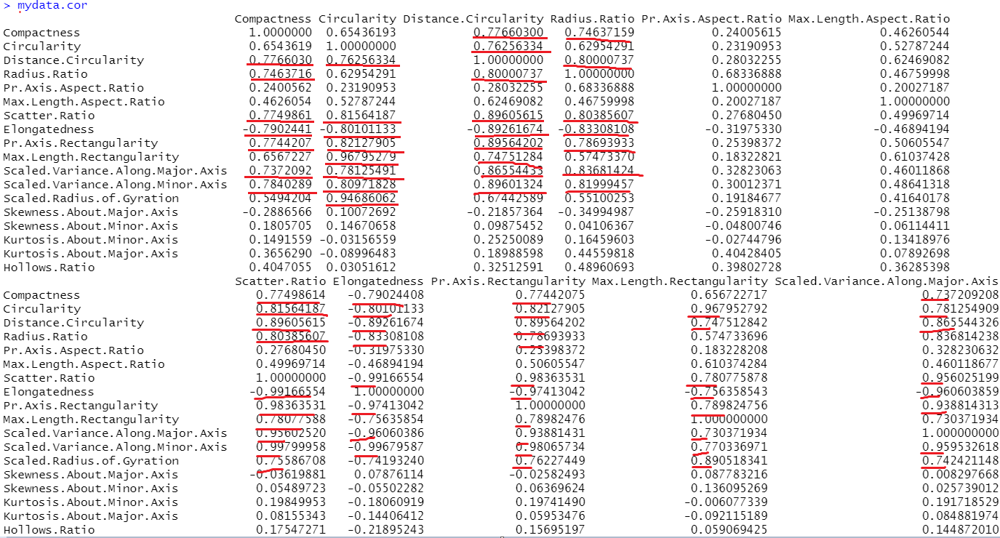 > mydata.cor
Compactness Circularity Distance.Circularity Radius.Ratio Pr.Axis.Aspect.Ratio Max.Length.Aspect.Ratio
Compactness 1.0000000 0.65436193 0.77660300 0.74637159 0.24005615 0.46260544
Circularity 0.6543619 1.00000000 0.76256334 0.62954291 0.23190953 0.52787244
Distance.Circularity 0.7766030 0.76256334 1.00000000 0.80000737 0.28032255 0.62469082
Radius.Ratio 0.7463716 0.62954291 0.80000737 1.00000000 0.68336888 0.46759998
Pr.Axis.Aspect.Ratio 0.2400562 0.23190953 0.28032255 0.68336888 1.00000000 0.20027187
Max.Length.Aspect.Ratio 0.4626054 0.52787244 0.62469082 0.46759998 0.20027187 1.00000000
Scatter.Ratio 0.7749861 0.81564187 0.89605615 0.80385607 0.27680450 0.49969714
Elongatedness -0.7902441 -0.80101133 -0.89261674 -0.83308108 -0.31975330 -0.46894194
Pr.Axis.Rectangularity 0.7744207 0.82127905 0.89564202 0.78693933 0.25398372 0.50605547
Max.Length.Rectangularity 0.6567227 0.96795279 0.74751284 0.57473370 0.18322821 0.61037428
Scaled.Variance.Along.Major.Axis 0.7372092 0.78125491 0.86554433 0.83681424 0.32823063 0.46011868
Scaled.Variance.Along.Minor.Axis 0.7840289 0.80971828 0.89601324 0.81999457 0.30012371 0.48641318
Scaled.Radius.of.Gyration 0.5494204 0.94686062 0.67442589 0.55100253 0.19184677 0.41640178
Skewness.About.Major.Axis -0.2886566 0.10072692 -0.21857364 -0.34994987 -0.25918310 -0.25138798
Skewness.About.Minor.Axis 0.1805705 0.14670658 0.09875452 0.04106367 -0.04800746 0.06114411
Kurtosis.About.Minor.Axis 0.1491559 -0.03156559 0.25250089 0.16459603 -0.02744796 0.13418976
Kurtosis.About.Major.Axis 0.3656290 -0.08996483 0.18988598 0.44559818 0.40428405 0.07892698
Hollows.Ratio 0.4047055 0.03051612 0.32512591 0.48960693 0.39802728 0.36285398
Scatter.Ratio Elongatedness Pr.Axis.Rectangularity Max.Length.Rectangularity Scaled.Variance.Along.Major.Axis
Compactness 0.77498614 -0.79024408 0.77442075 0.656722717 0.737209208
Circularity 0.81564187 -0.80101133 0.82127905 0.967952792 0.781254909
Distance.Circularity 0.89605615 -0.89261674 0.89564202 0.747512842 0.865544326
Radius.Ratio 0.80385607 -0.83308108 0.78693933 0.574733696 0.836814238
Pr.Axis.Aspect.Ratio 0.27680450 -0.31975330 0.25398372 0.183228208 0.328230632
Max.Length.Aspect.Ratio 0.49969714 -0.46894194 0.50605547 0.610374284 0.460118677
Scatter.Ratio 1.00000000 -0.99166554 0.98363531 0.780775878 0.956025199
Elongatedness -0.99166554 1.00000000 -0.97413042 -0.756358543 -0.960603859
Pr.Axis.Rectangularity 0.98363531 -0.97413042 1.00000000 0.789824756 0.938814313
Max.Length.Rectangularity 0.78077588 -0.75635854 0.78982476 1.000000000 0.730371934
Scaled.Variance.Along.Major.Axis 0.95602520 -0.96060386 0.93881431 0.730371934 1.000000000
Scaled.Variance.Along.Minor.Axis 0.99799958 -0.99679587 0.98065734 0.770336971 0.959532618
Scaled.Radius.of.Gyration 0.75586708 -0.74193240 0.76227449 0.890518341 0.742421148
Skewness.About.Major.Axis -0.03619881 0.07876114 -0.02582493 0.087783216 0.008297668
Skewness.About.Minor.Axis 0.05489723 -0.05502282 0.06369624 0.136095269 0.025739012
Kurtosis.About.Minor.Axis 0.19849953 -0.18060919 0.19741490 -0.006077339 0.191718529
Kurtosis.About.Major.Axis 0.08155343 -0.14406412 0.05953476 -0.092115189 0.084881974
Hollows.Ratio 0.17547271 -0.21895243 0.15695197 0.059069425 0.144872010